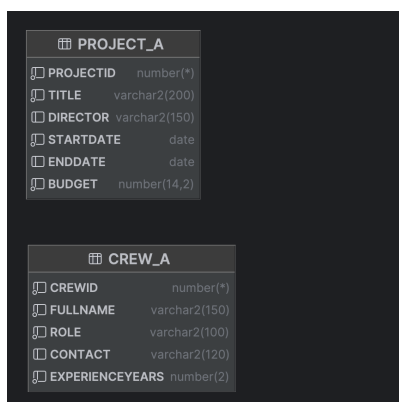 PROJECT_A
PROJECTID number(*)
TITLE varchar2(200)
DIRECTOR varchar2(150)
STARTDATE date
ENDDATE date
BUDGET number(14,2)
CREW_A
CREWID number(*)
FULLNAME varchar2(150)
ROLE varchar2(100)
CONTACT varchar2(120)
EXPERIENCEYEARS number(2)